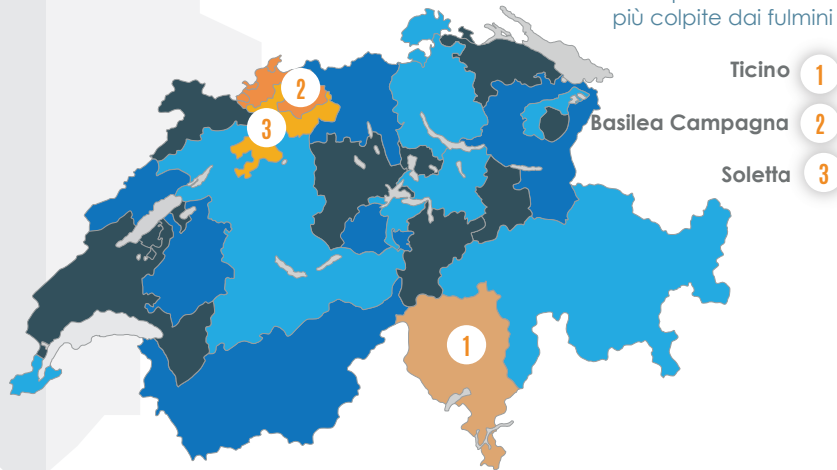 più colpite dai fulmini
Ticino 1
Basilea Campagna 2
Soletta 3
2
3
1